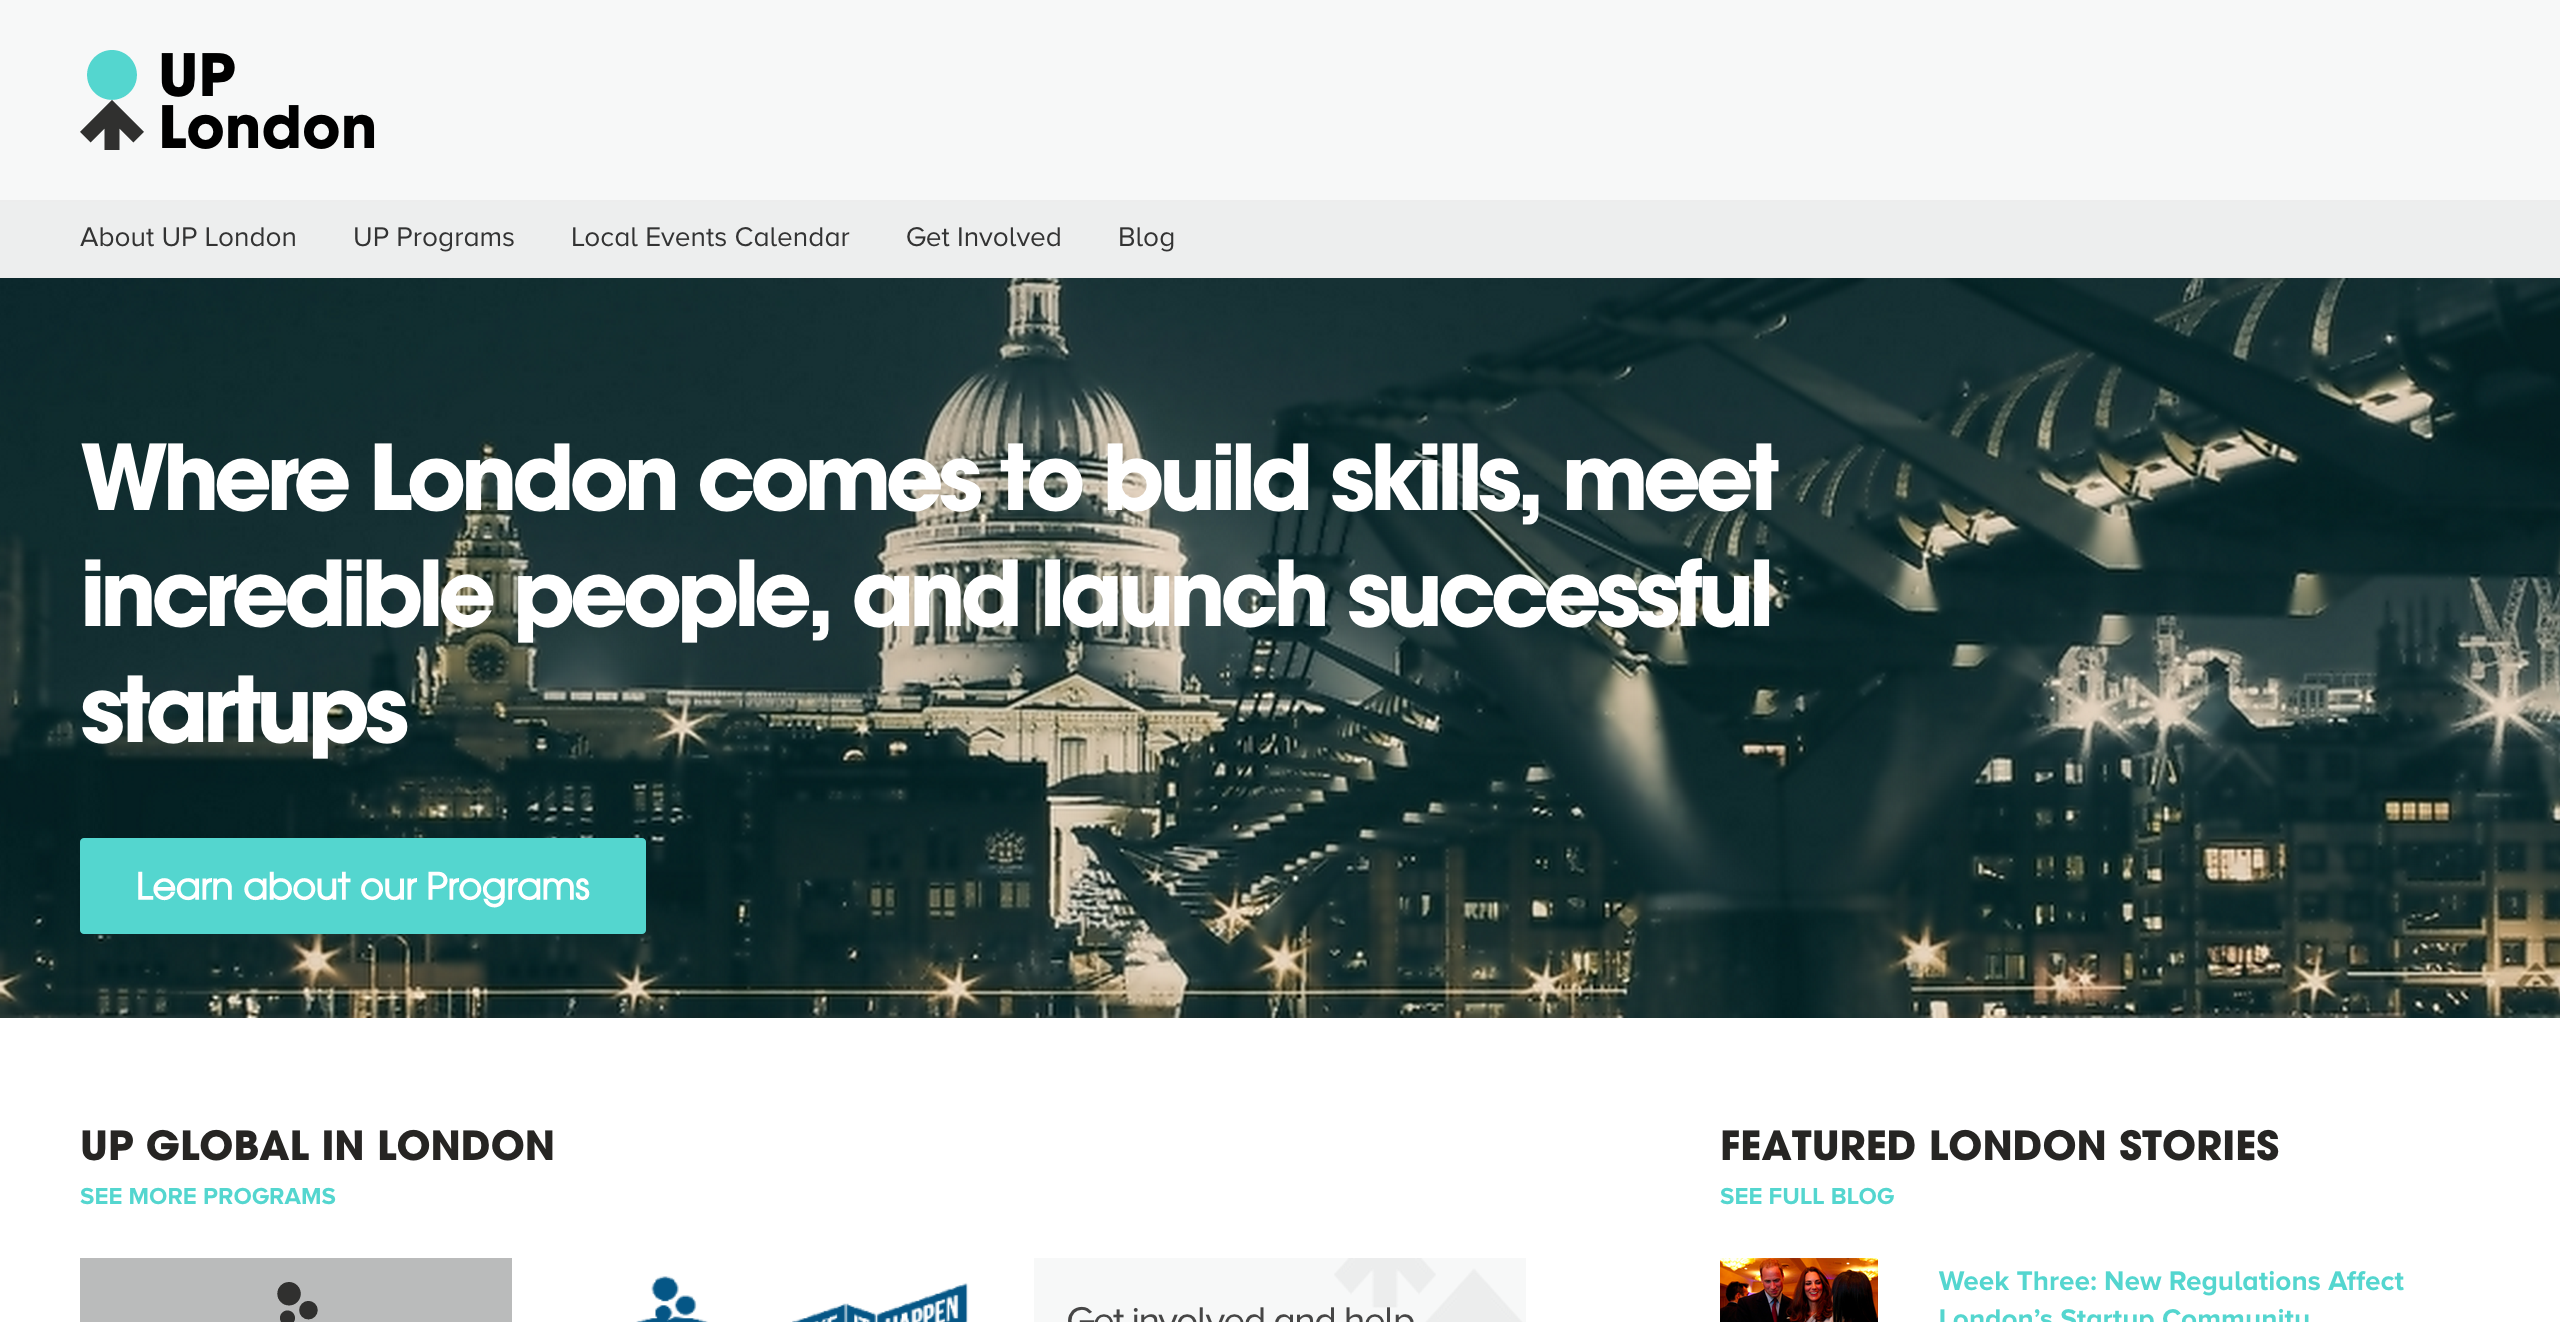 UP
London
About UP London UP Programs Local Events Calendar Get Involved Blog
Where London comes to build skills, meet
incredible people, and launch successful
startups
Learn about our Programs
UP GLOBAL IN LONDON
SEE MORE PROGRAMS
HAPPEN
Get involved and help
FEATURED LONDON STORIES
SEE FULL BLOG
Week Three: New Regulations Affect
London’s Startup Community